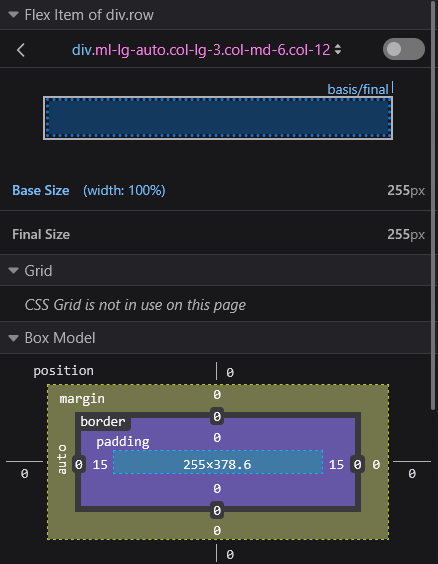 Flex Item of div.row
div.ml-lg-auto.col-lg-3.col-md-6.col-12
basis/final
Base Size (width: 100%) 255px
Final Size 255px
Grid
CSS Grid is not in use on this page
Box Model
position 0
margin 0
border 0
padding 0
0 auto 0 15 255×378.6 15 0 0 0
0
0
0
0